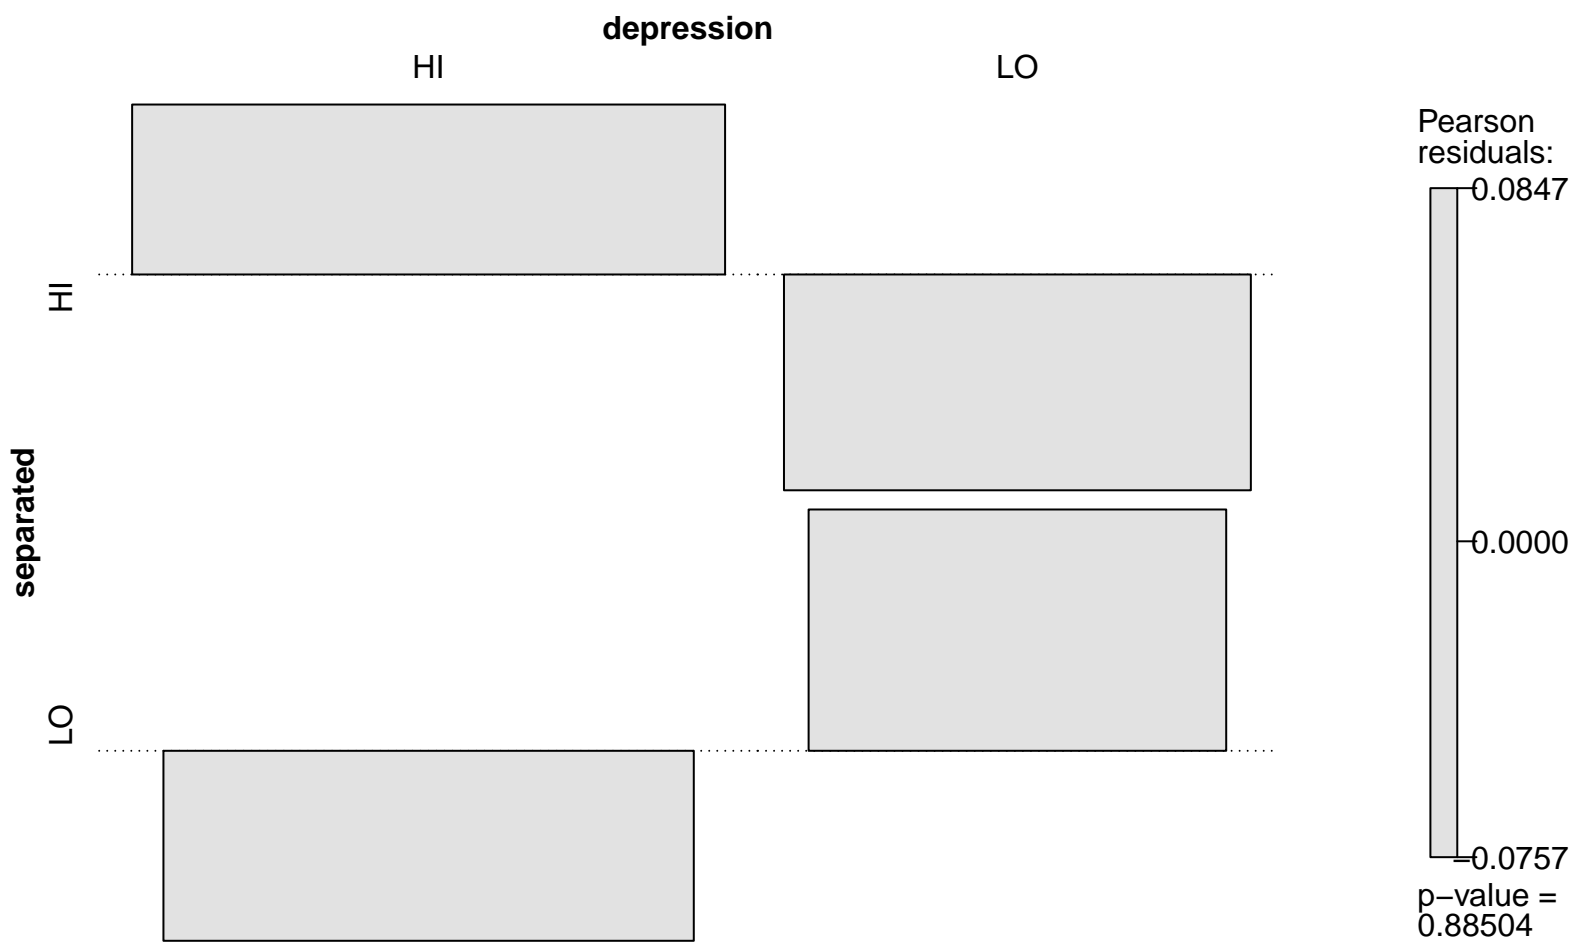 depression
HI
LO
Pearson
residuals:
0.0847
HI
separated
0.0000
LO
−0.0757
p−value =
0.88504